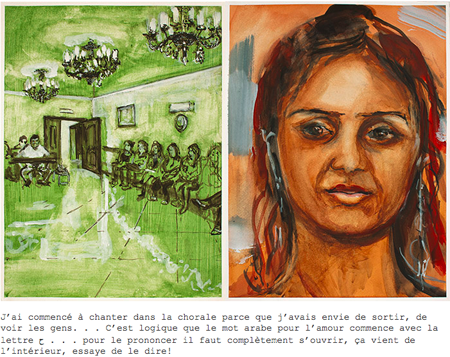 J'ai commencé à chanter dans la chorale parce que j'avais envie de sortir, de
voir les gens. . . C'est logique que le mot arabe pour l'amour commence avec la
lettre ح . . . pour le prononcer il faut complètement s'ouvrir, ça vient de
l'intérieur, essaye de le dire!